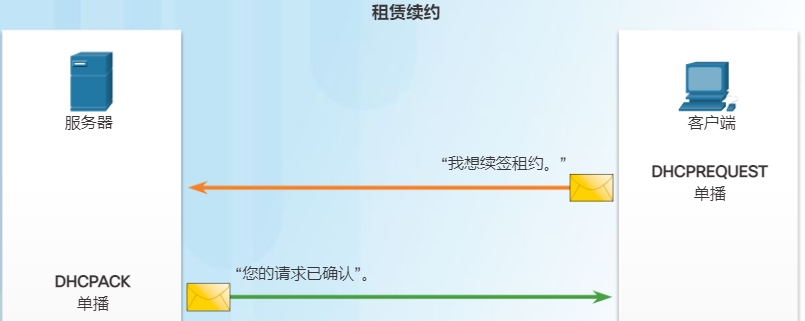 租赁续约
服务器
客户端
“我想续签租约。”
DHCPREQUEST
单播
“您的请求已确认”。
DHCPACK
单播